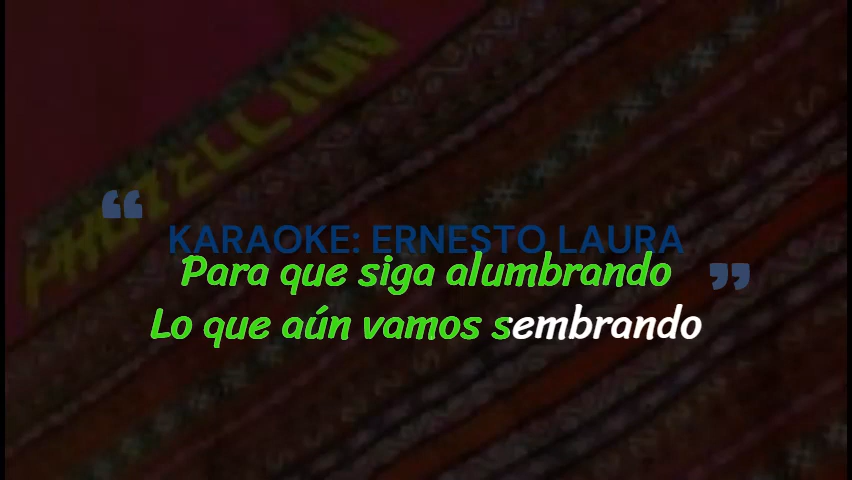 “
KARAOKE: ERNESTO LAURA
Para que siga alumbrando
”
Lo que aún vamos sembrando